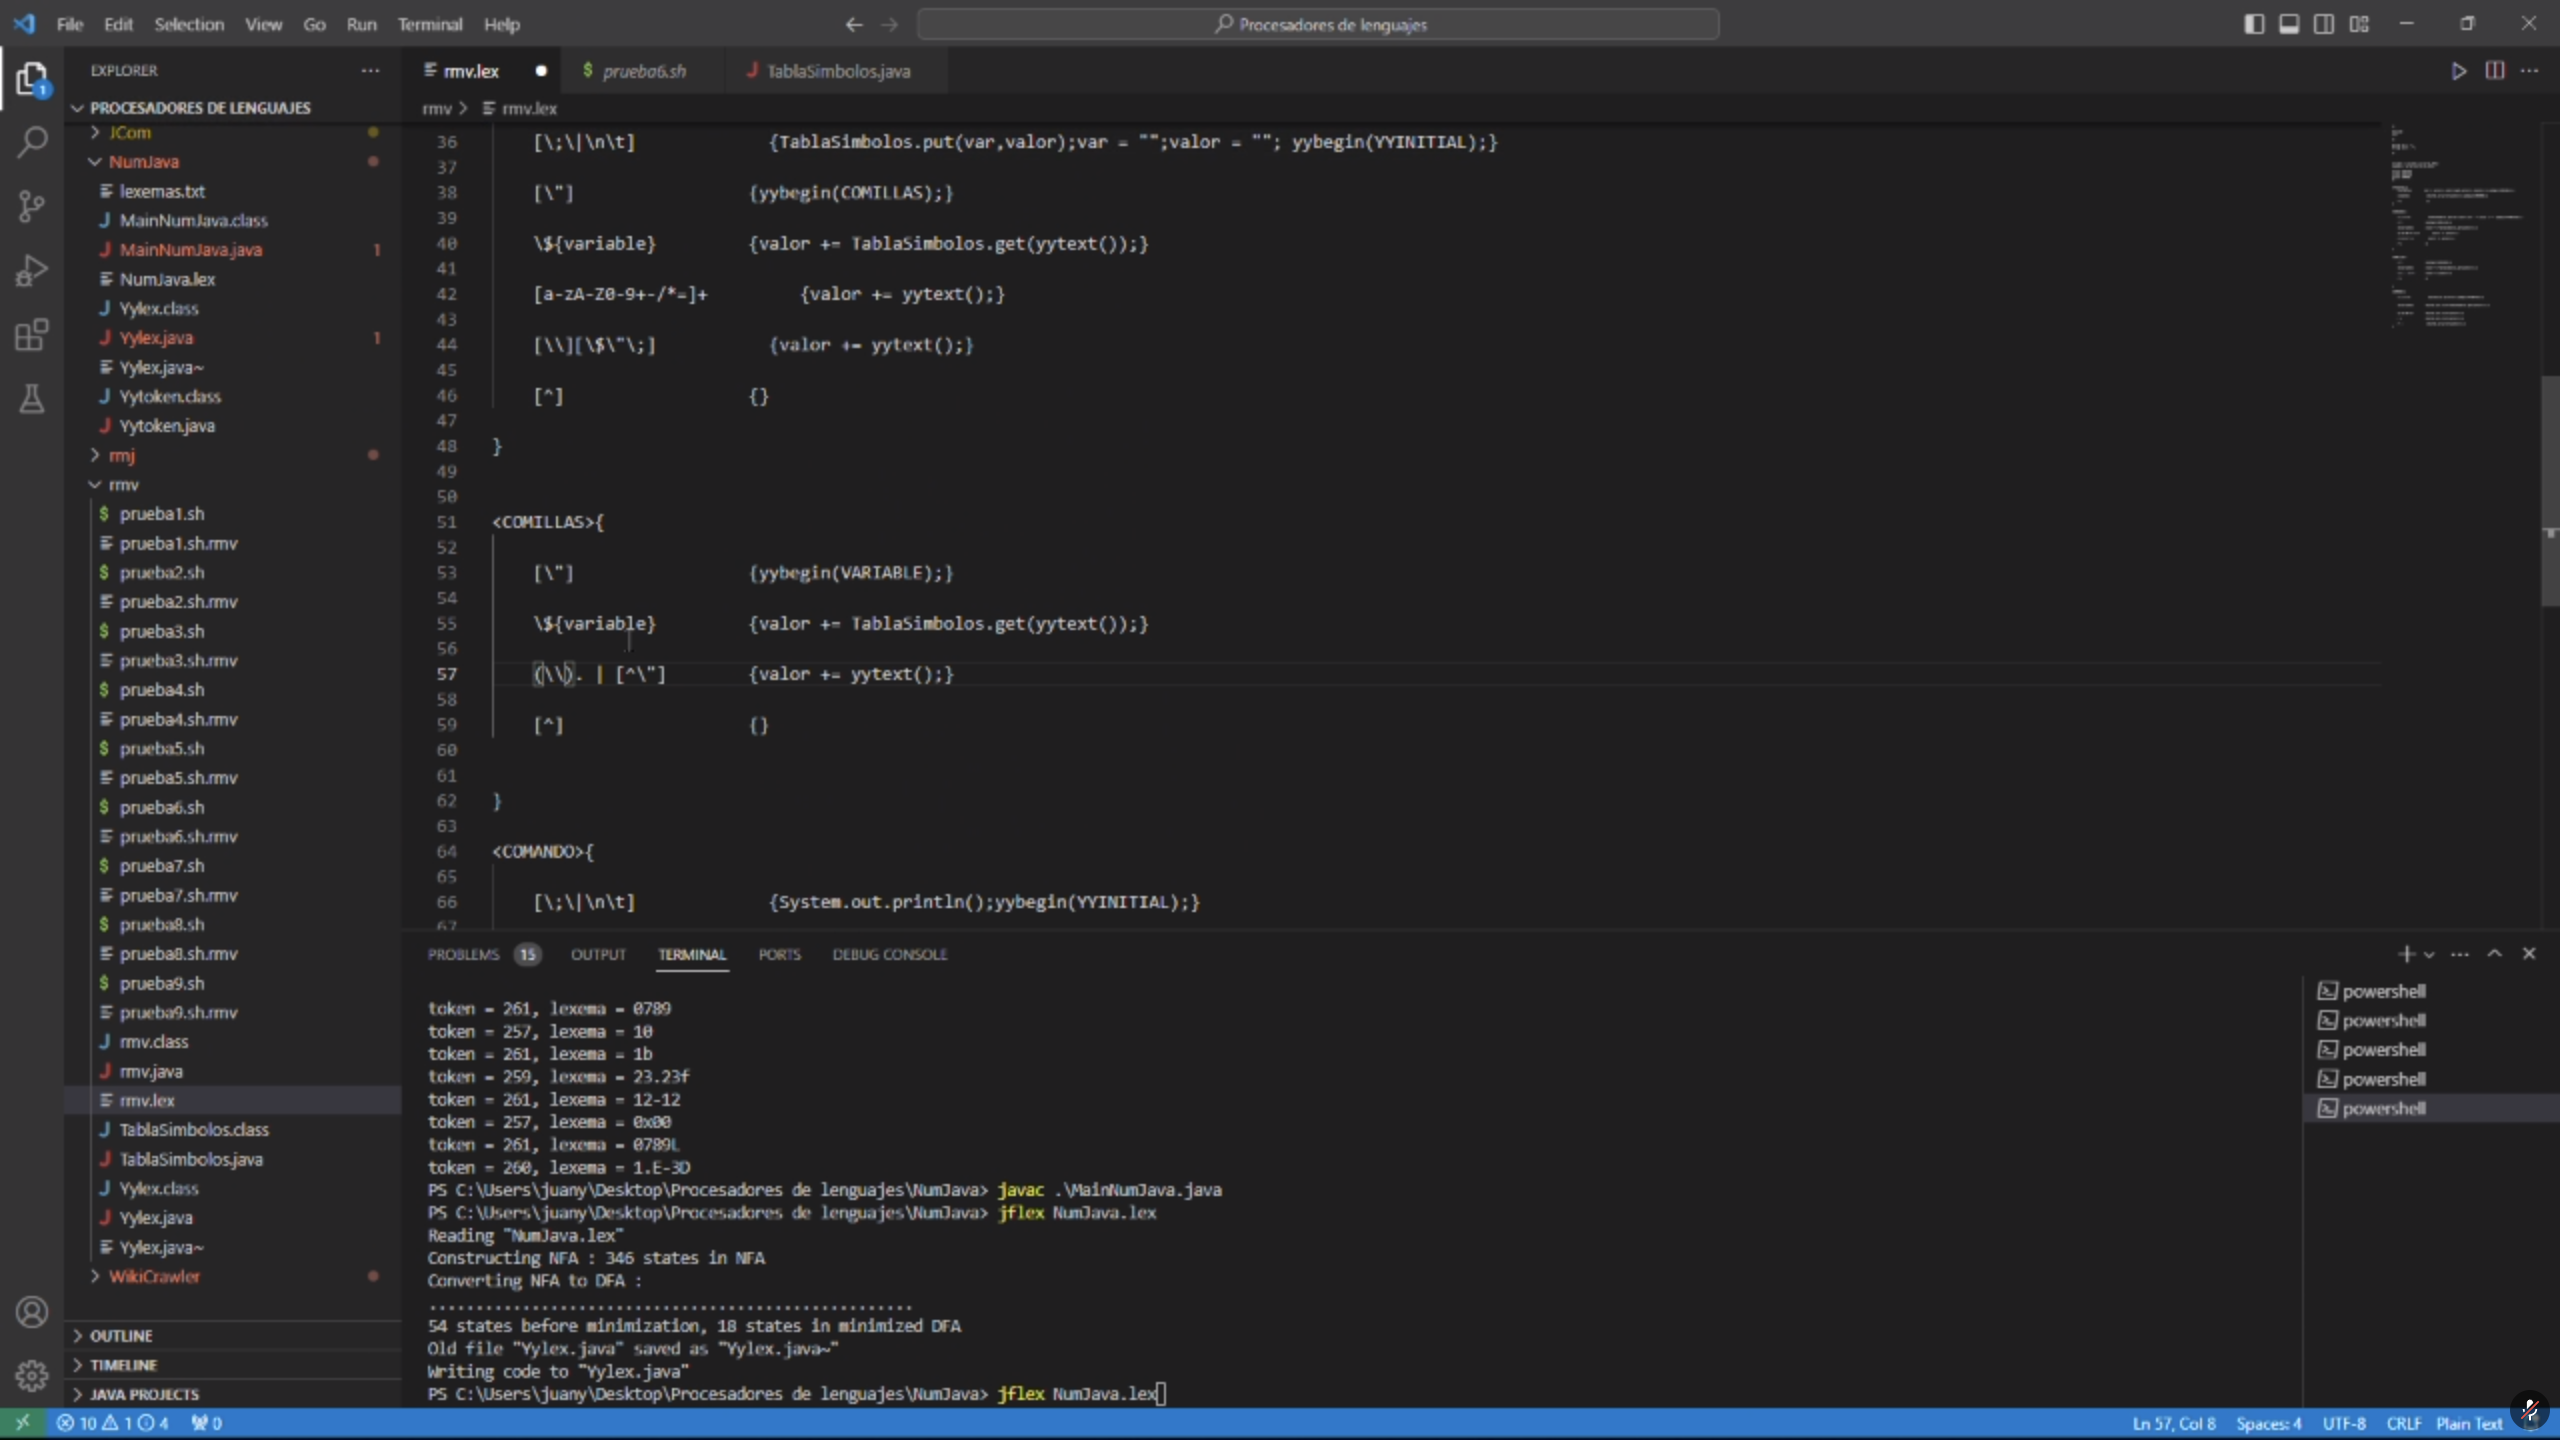 File Edit Selection View Go Run Terminal Help
Procesadores de lenguajes
EXPLORER
1
PROCESADORES DE LENGUAJES
JCom
NumJava
lexemas.txt
MainNumJava.class
MainNumJava.java 1
NumJava.lex
Yylex.class
Yylex.java 1
Yylex.java~
Yytoken.class
Yytoken.java
rmj
rmv
prueba1.sh
prueba1.sh.rmv
prueba2.sh
prueba2.sh.rmv
prueba3.sh
prueba3.sh.rmv
prueba4.sh
prueba4.sh.rmv
prueba5.sh
prueba5.sh.rmv
prueba6.sh
prueba6.sh.rmv
prueba7.sh
prueba7.sh.rmv
prueba8.sh
prueba8.sh.rmv
prueba9.sh
prueba9.sh.rmv
rmv.class
rmv.java
rmv.lex
TablaSimbolos.class
TablaSimbolos.java
Yylex.class
Yylex.java
Yylex.java~
WikiCrawler
OUTLINE
TIMELINE
JAVA PROJECTS
rmv.lex prueba6.sh TablaSimbolos.java
rmv > rmv.lex
36 [\;\|\n\t] {TablaSimbolos.put(var,valor);var = "";valor = ""; yybegin(YYINITIAL);}
37
38 [\"] {yybegin(COMILLAS);}
39
40 \${variable} {valor += TablaSimbolos.get(yytext());}
41
42 [a-zA-Z0-9+-/*=]+ {valor += yytext();}
43
44 [\\][\$\"\;] {valor += yytext();}
45
46 [^] {}
47
48 }
49
50
51 <COMILLAS>{
52
53 [\"] {yybegin(VARIABLE);}
54
55 \${variable} {valor += TablaSimbolos.get(yytext());}
56
57 (\\). | [^\"] {valor += yytext();}
58
59 [^] {}
60
61
62 }
63
64 <COMANDO>{
65
66 [\;\|\n\t] {System.out.println();yybegin(YYINITIAL);}
67
PROBLEMS 15 OUTPUT TERMINAL PORTS DEBUG CONSOLE
token = 261, lexema = 0789
token = 257, lexema = 10
token = 261, lexema = 1b
token = 259, lexema = 23.23f
token = 261, lexema = 12-12
token = 257, lexema = 0x00
token = 261, lexema = 0789L
token = 260, lexema = 1.E-3D
PS C:\Users\juany\Desktop\Procesadores de lenguajes\NumJava> javac .\MainNumJava.java
PS C:\Users\juany\Desktop\Procesadores de lenguajes\NumJava> jflex NumJava.lex
Reading "NumJava.lex"
Constructing NFA : 346 states in NFA
Converting NFA to DFA :
................................................
54 states before minimization, 18 states in minimized DFA
Old file "Yylex.java" saved as "Yylex.java~"
Writing code to "Yylex.java"
PS C:\Users\juany\Desktop\Procesadores de lenguajes\NumJava> jflex NumJava.lex
powershell
powershell
powershell
powershell
powershell
10 1 4 0
Ln 57, Col 8 Spaces: 4 UTF-8 CRLF Plain Text